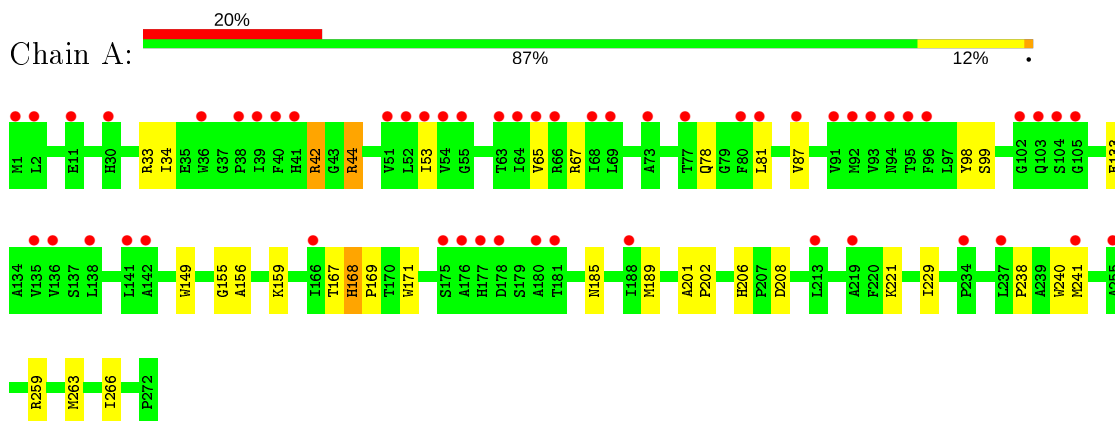 20%
Chain A:
87% 12% •
M1 L2 E11 H30 R33 I34 E35 W36 G37 P38 I39 F40 H41 R42 G43 R44 V51 L52 I53 V54 G55 T63 I64 V65 R66 R67 I68 L69 A73 T77 Q78 G79 F80 L81 V87 V91 M92 V93 N94 T95 F96 L97 Y98 S99 G102 Q103 S104 G105
A134 V135 V136 S137 L138 L141 A142 W149 G155 A156 K159 I166 T167 H168 P169 T170 W171 S175 A176 H177 D178 S179 A180 T181 N185 I188 M189 A201 P202 H206 P207 D208 L213 A219 F220 K221 I229 P234 L237 P238 A239 W240 M241
R259 M263 I266 P272